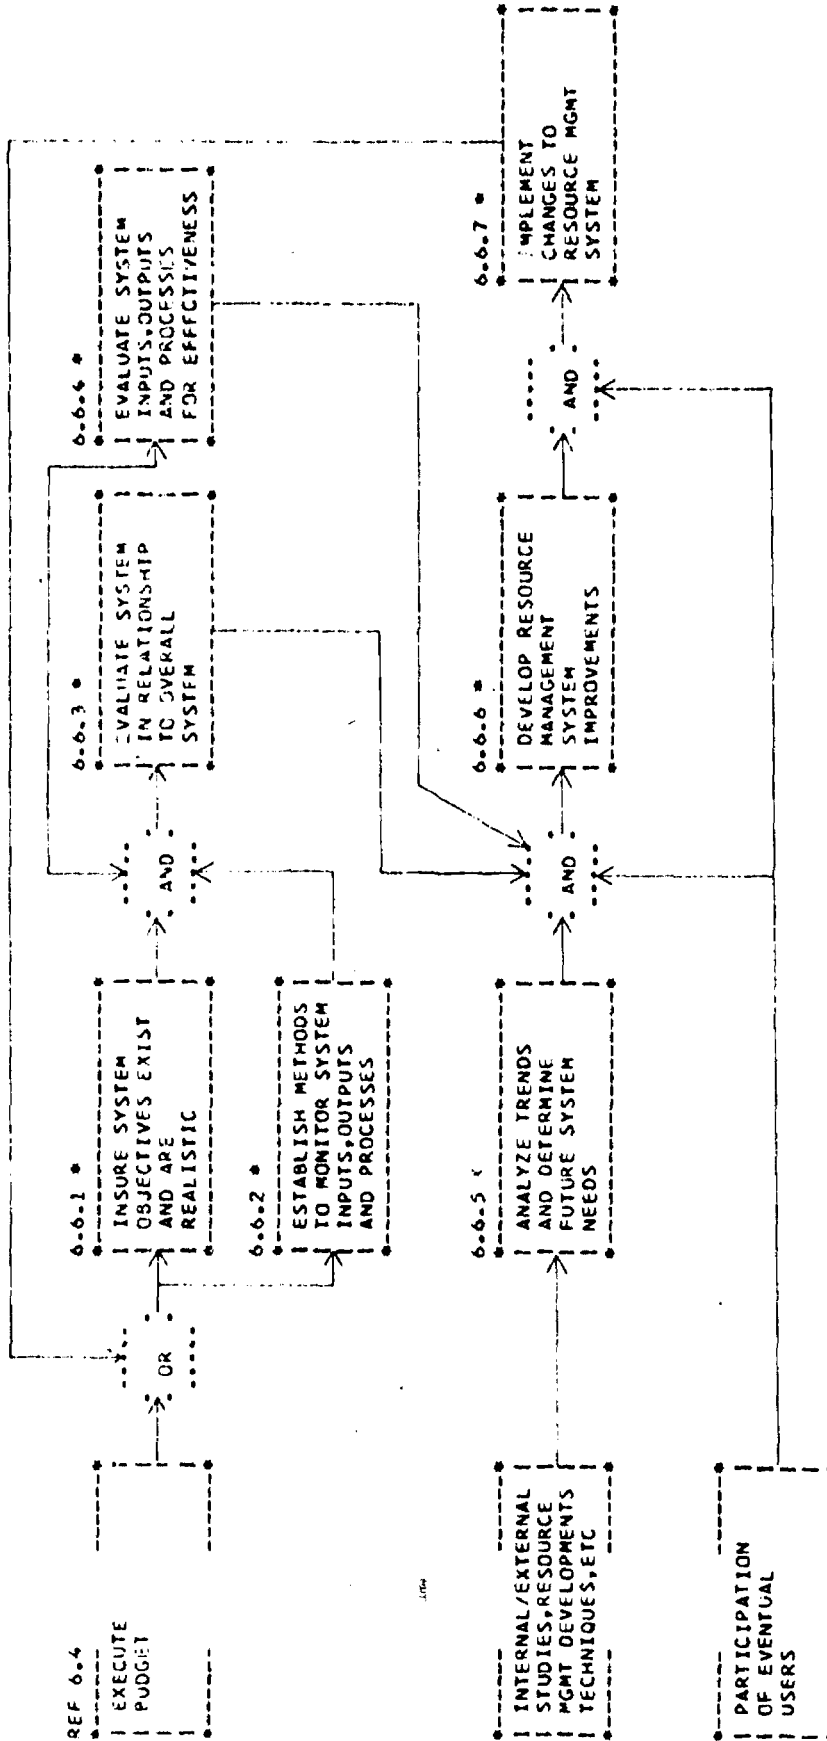 REF 6.4
EXECUTE
PUDGET
OR
6.6.1 *
INSURE SYSTEM
OBJECTIVES EXIST
AND ARE
REALISTIC
6.6.2 *
ESTABLISH METHODS
TO MONITOR SYSTEM
INPUTS,OUTPUTS
AND PROCESSES
AND
6.6.3 *
EVALUATE SYSTEM
IN RELATIONSHIP
TO OVERALL
SYSTEM
6.6.4 *
EVALUATE SYSTEM
INPUTS,OUTPUTS
AND PROCESSES
FOR EFFECTIVENESS
INTERNAL/EXTERNAL
STUDIES,RESOURCE
MGMT DEVELOPMENTS
TECHNIQUES,ETC
6.6.5
ANALYZE TRENDS
AND DETERMINE
FUTURE SYSTEM
NEEDS
AND
6.6.6 *
DEVELOP RESOURCE
MANAGEMENT
SYSTEM
IMPROVEMENTS
AND
6.6.7 *
IMPLEMENT
CHANGES TO
RESOURCE MGMT
SYSTEM
PARTICIPATION
OF EVENTUAL
USERS